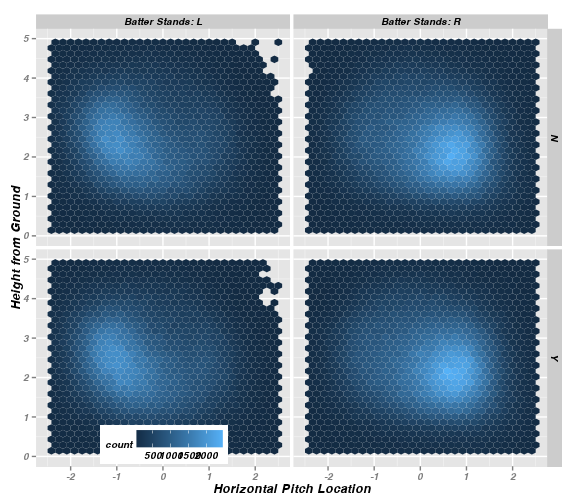 Batter Stands: L
Batter Stands: R
5
4
3
2
1
0
N
5
4
3
2
1
0
Y
Height from Ground
count
500 1000 1500 2000
-2 -1 0 1 2
-2 -1 0 1 2
Horizontal Pitch Location